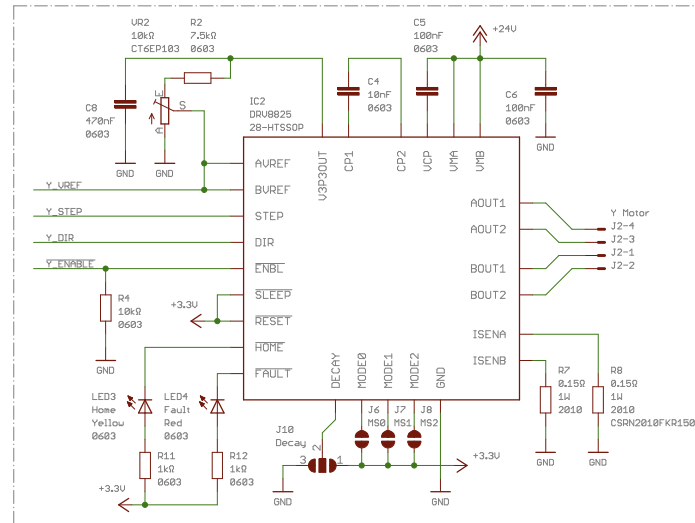 VR2
10kΩ
CT6EP103
R2
7.5kΩ
0603
C5
100nF
0603
+24V
C8
470nF
0603
E
S
A
IC2
DRV8825
28-HTSSOP
C4
10nF
0603
C6
100nF
0603
GND
GND
GND
V3P3OUT
CP1
CP2
VCP
VMA
VMB
AVREF
BVREF
STEP
DIR
ENBL
SLEEP
RESET
HOME
FAULT
Y_VREF
Y_STEP
Y_DIR
Y_ENABLE
AOUT1
AOUT2
BOUT1
BOUT2
ISENA
ISENB
Y Motor
J2-4
J2-3
J2-1
J2-2
R4
10kΩ
0603
GND
+3.3V
DECAY
MODE0
MODE1
MODE2
GND
LED3
Home
Yellow
0603
LED4
Fault
Red
0603
R7
0.15Ω
1W
2010
R8
0.15Ω
1W
2010
CSRN2010FKR150
J6
MS0
J7
MS1
J8
MS2
J10
Decay
3
2
1
+3.3V
R11
1kΩ
0603
R12
1kΩ
0603
+3.3V
GND
GND
GND
GND